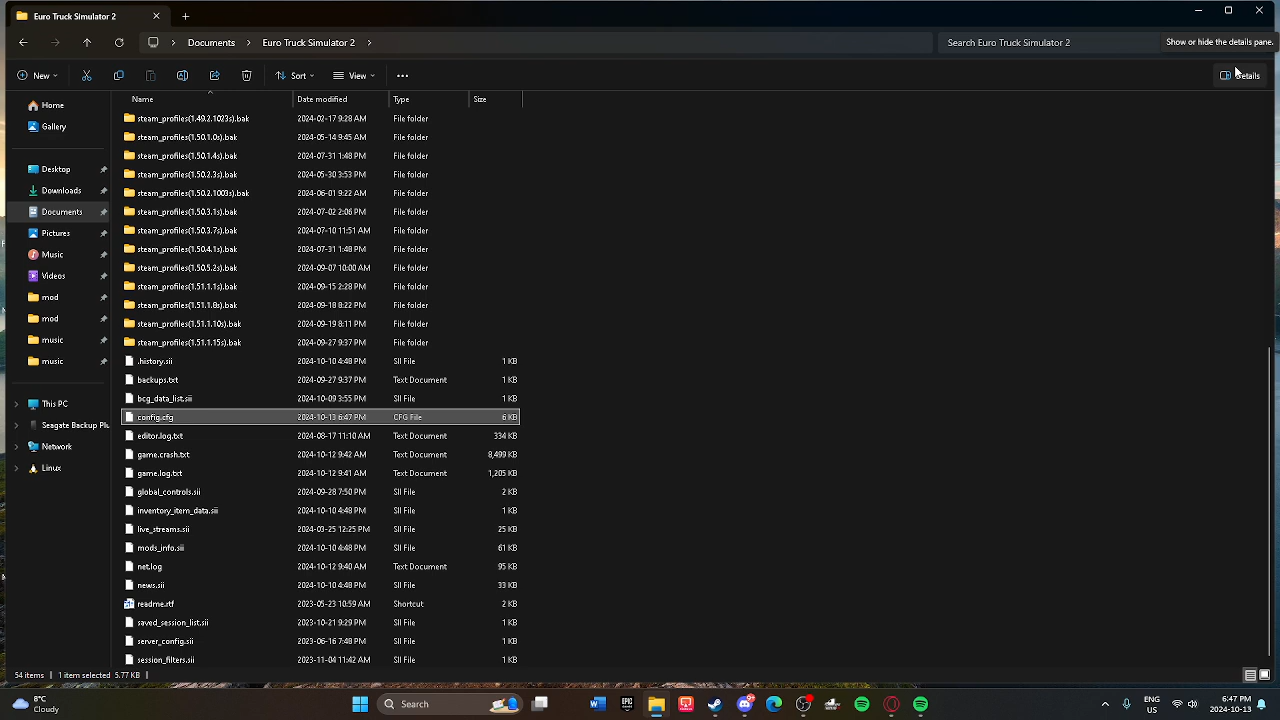 Euro Truck Simulator 2
Documents Euro Truck Simulator 2 Search Euro Truck Simulator 2 Show or hide the details pane.
New Sort View Details
Name Date modified Type Size
Home
Gallery
Desktop
Downloads
Documents
Pictures
Music
Videos
mod
mod
music
music
This PC
Seagate Backup Plu
Network
Linux
steam_profiles(1.49.2.1023s).bak 2024-02-17 9:28 AM File folder
steam_profiles(1.50.1.0s).bak 2024-05-14 9:45 AM File folder
steam_profiles(1.50.1.4s).bak 2024-07-31 1:48 PM File folder
steam_profiles(1.50.2.3s).bak 2024-05-30 3:53 PM File folder
steam_profiles(1.50.2.1003s).bak 2024-06-01 9:22 AM File folder
steam_profiles(1.50.3.1s).bak 2024-07-02 2:06 PM File folder
steam_profiles(1.50.3.7s).bak 2024-07-10 11:51 AM File folder
steam_profiles(1.50.4.1s).bak 2024-07-31 1:48 PM File folder
steam_profiles(1.50.5.2s).bak 2024-09-07 10:00 AM File folder
steam_profiles(1.51.1.1s).bak 2024-09-15 2:28 PM File folder
steam_profiles(1.51.1.8s).bak 2024-09-18 8:22 PM File folder
steam_profiles(1.51.1.10s).bak 2024-09-19 8:11 PM File folder
steam_profiles(1.51.1.15s).bak 2024-09-27 9:37 PM File folder
.history.sii 2024-10-10 4:48 PM SII File 1 KB
backups.txt 2024-09-27 9:37 PM Text Document 1 KB
bcg_data_list.sii 2024-10-09 3:55 PM SII File 1 KB
config.cfg 2024-10-13 6:47 PM CFG File 6 KB
editor.log.txt 2024-08-17 11:10 AM Text Document 334 KB
game.crash.txt 2024-10-12 9:42 AM Text Document 8,499 KB
game.log.txt 2024-10-12 9:41 AM Text Document 1,205 KB
global_controls.sii 2024-09-28 7:50 PM SII File 2 KB
inventory_item_data.sii 2024-10-10 4:48 PM SII File 1 KB
live_streams.sii 2024-03-25 12:25 PM SII File 25 KB
mods_info.sii 2024-10-10 4:48 PM SII File 61 KB
net.log 2024-10-12 9:40 AM Text Document 95 KB
news.sii 2024-10-10 4:48 PM SII File 33 KB
readme.rtf 2023-05-23 10:59 AM Shortcut 2 KB
saved_session_list.sii 2023-10-21 9:29 PM SII File 1 KB
server_config.sii 2023-06-16 7:48 PM SII File 1 KB
session_filters.sii 2023-11-04 11:42 AM SII File 1 KB
54 items 1 item selected 5.77 KB
8°C
Cloudy
Search
ENG
US
6:47 PM
2024-10-13